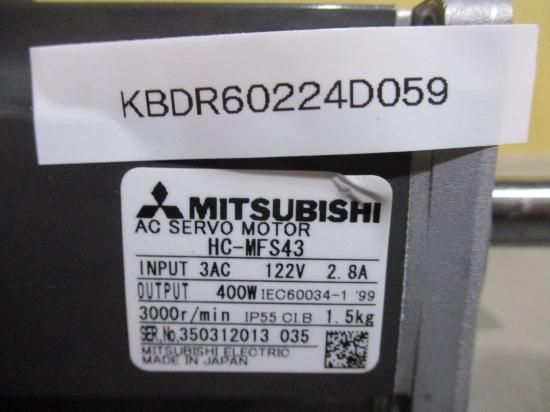 KBDR60224D059
MITSUBISHI
AC SERVO MOTOR
HC-MFS43
INPUT 3AC 122V 2.8A
OUTPUT 400W IEC60034-1 '99
3000r/min IP55 CI.B 1.5kg
SER.No.350312013 035
MITSUBISHI ELECTRIC
MADE IN JAPAN